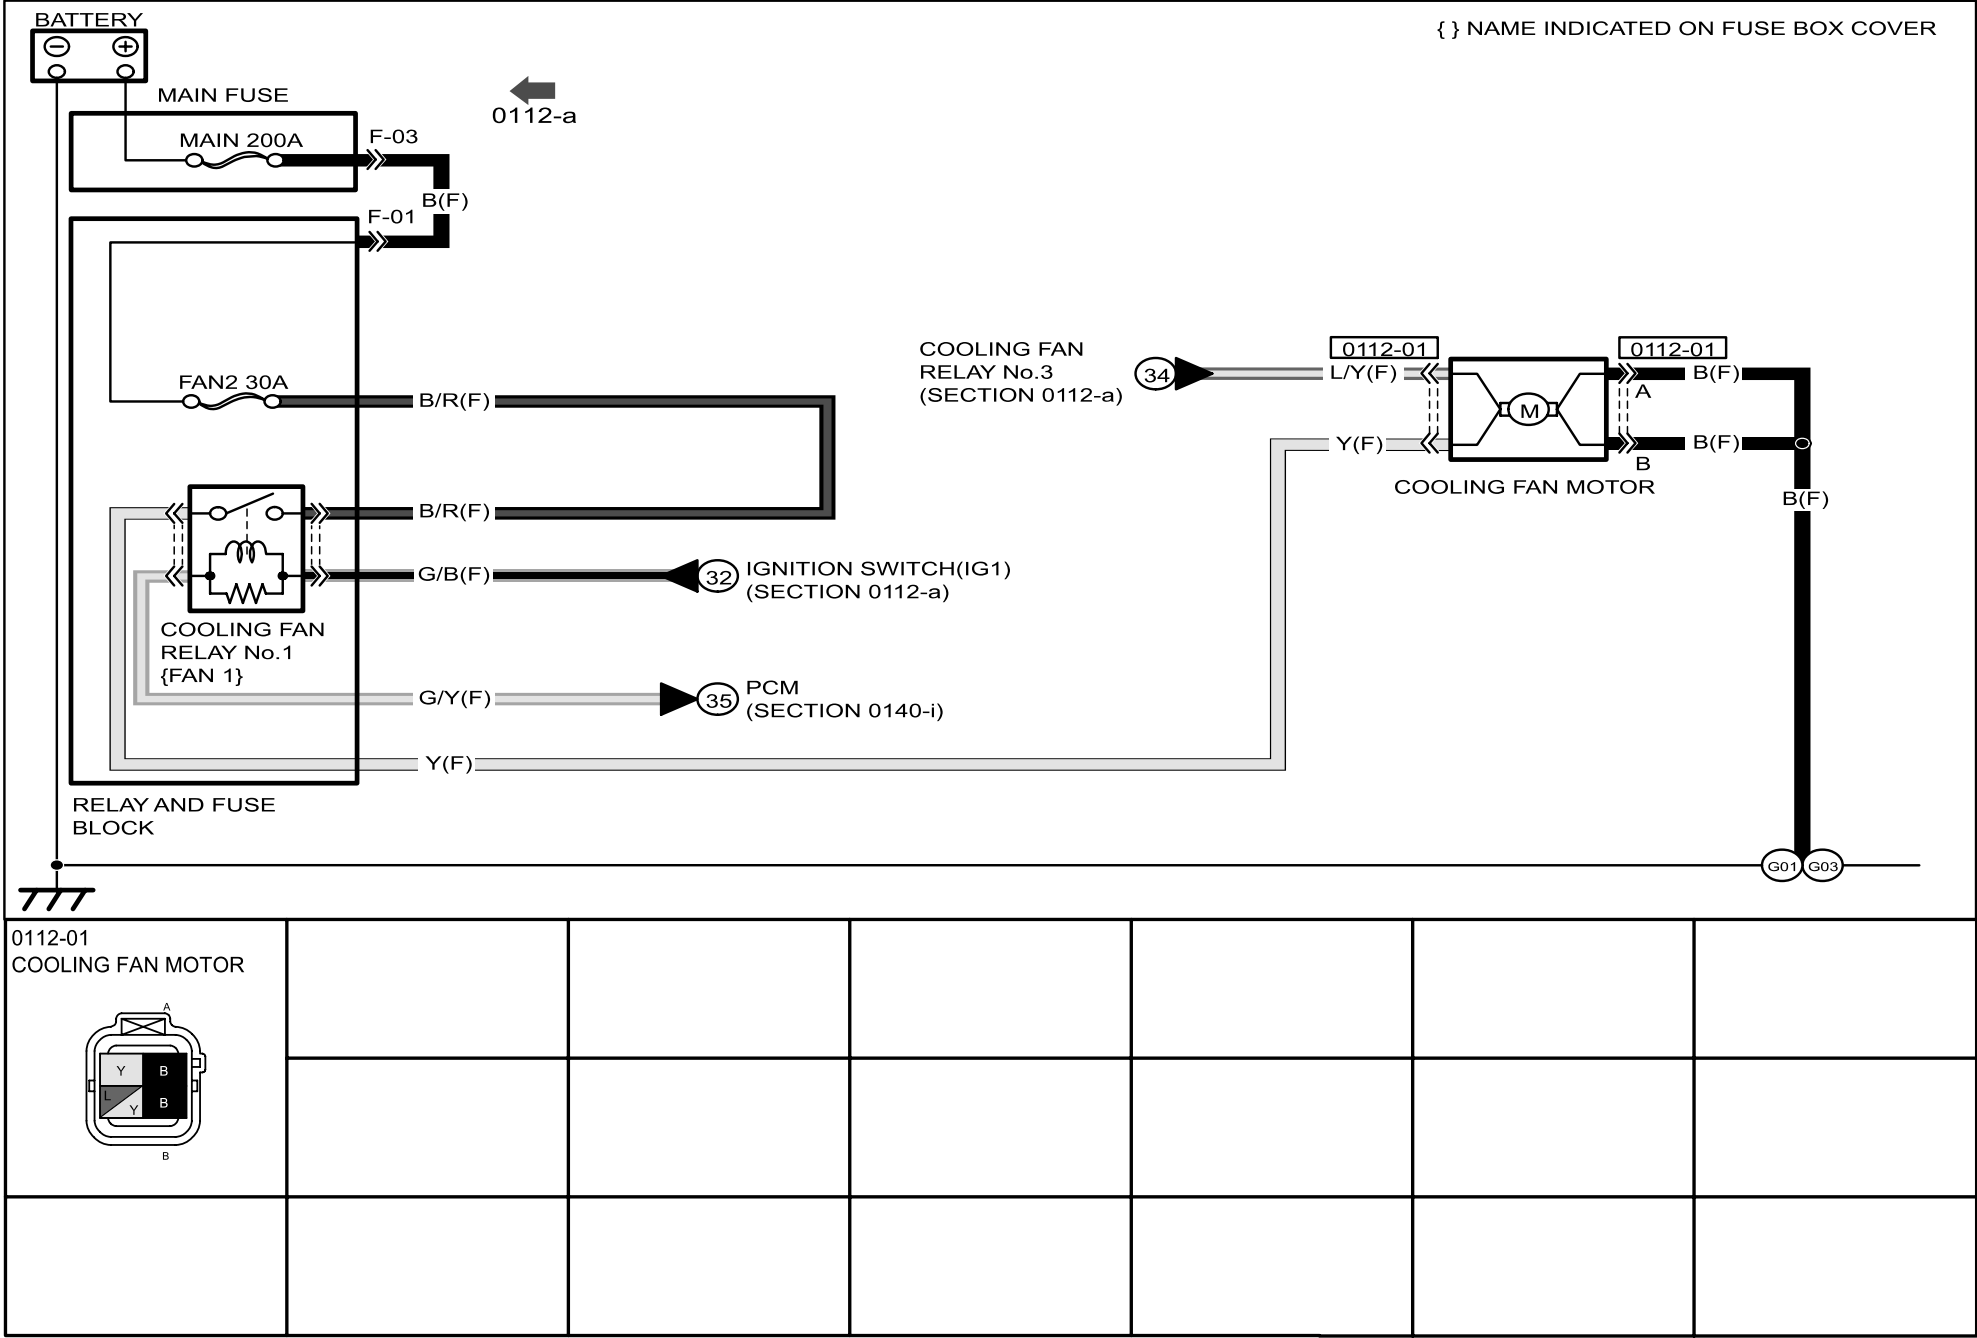 BATTERY
{ } NAME INDICATED ON FUSE BOX COVER
MAIN FUSE
0112-a
MAIN 200A
F-03
B(F)
F-01
FAN2 30A
B/R(F)
COOLING FAN
RELAY No.3
(SECTION 0112-a)
34
0112-01
L/Y(F)
Y(F)
M
COOLING FAN MOTOR
0112-01
B(F)
A
B(F)
B
B(F)
B/R(F)
G/B(F)
32
IGNITION SWITCH(IG1)
(SECTION 0112-a)
COOLING FAN
RELAY No.1
{FAN 1}
G/Y(F)
35
PCM
(SECTION 0140-i)
Y(F)
RELAY AND FUSE
BLOCK
G01
G03
0112-01
COOLING FAN MOTOR
A
Y
B
L
Y
B
B